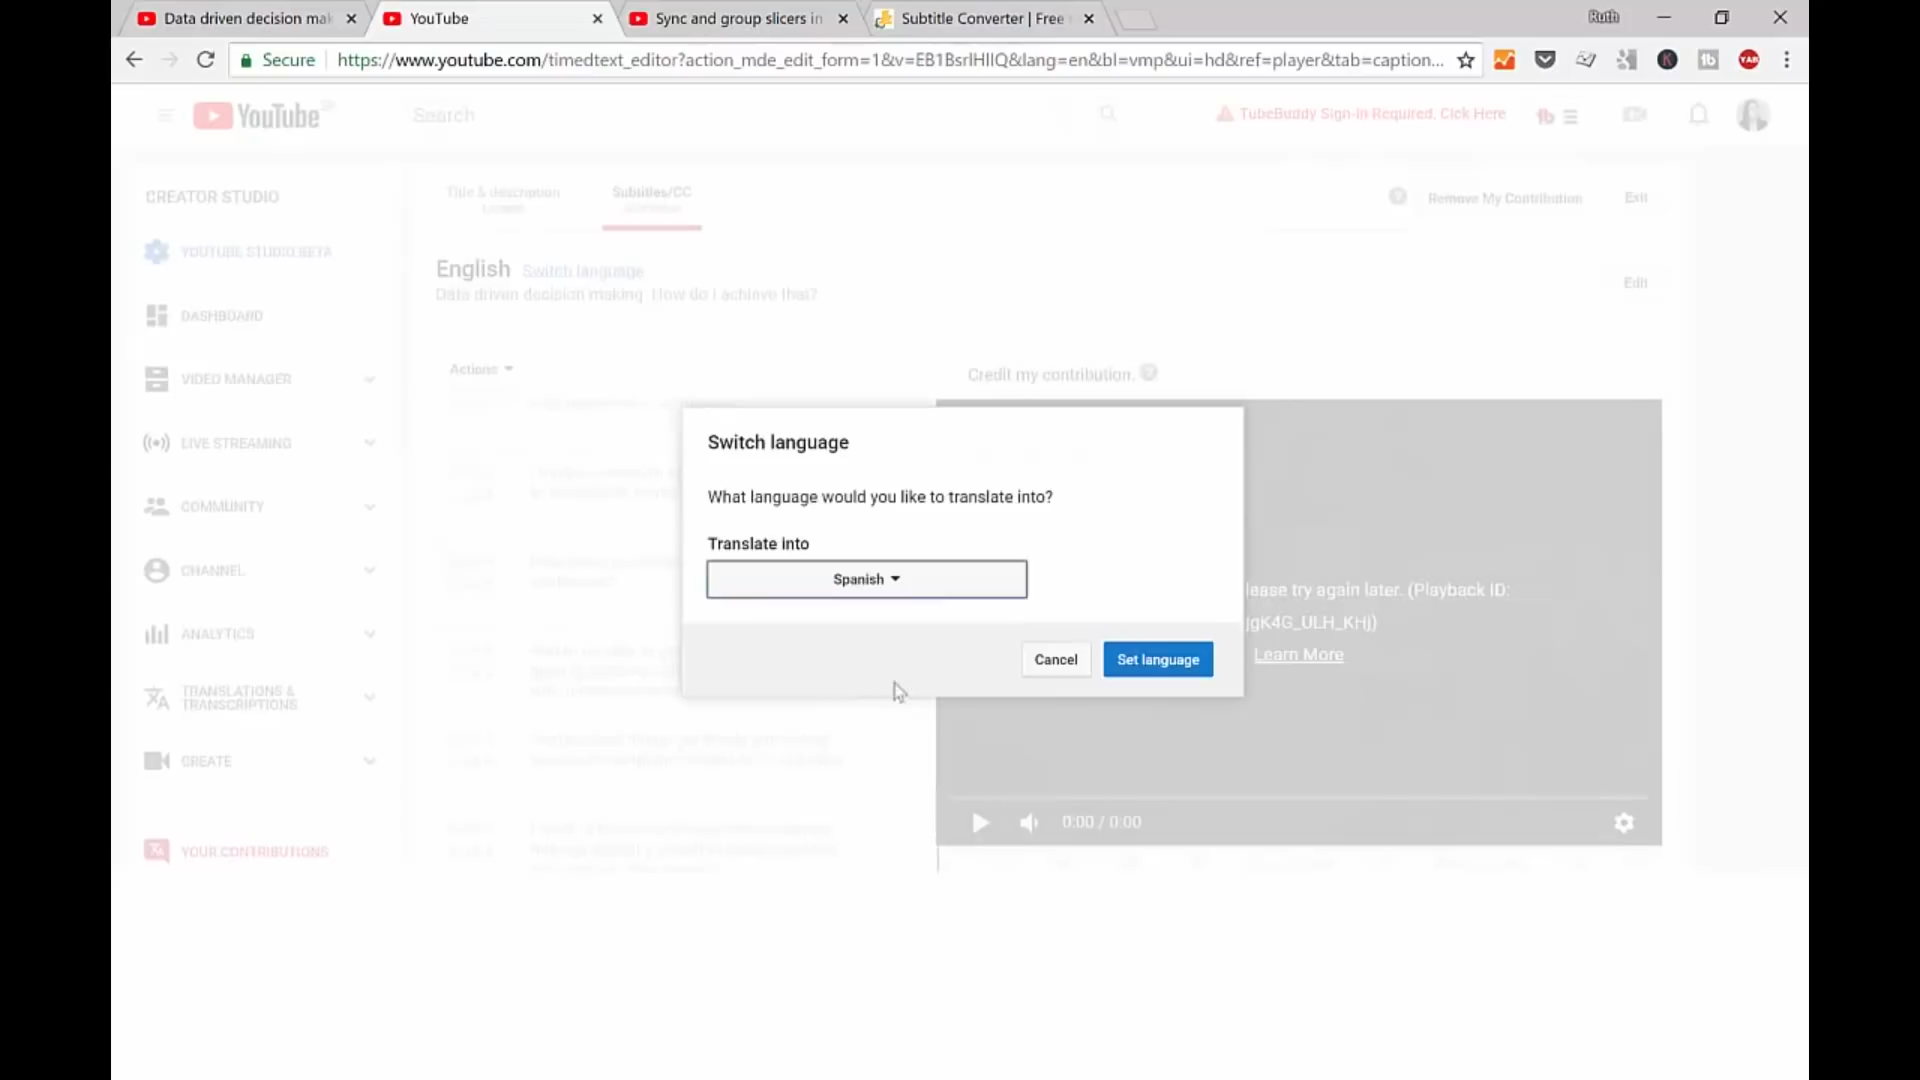 Data driven decision mak
YouTube
Sync and group slicers in
Subtitle Converter | Free
Ruth
Secure
https://www.youtube.com/timedtext_editor?action_mde_edit_form=1&v=EB1BsrlHlIQ&lang=en&bl=vmp&ui=hd&ref=player&tab=caption...
YouTube
Search
TubeBuddy Sign-In Required. Click Here
CREATOR STUDIO
Title & description
Subtitles/CC
Remove My Contribution
Exit
YOUTUBE STUDIO BETA
English
Switch language
Data driven decision making. How do I achieve that?
Edit
DASHBOARD
VIDEO MANAGER
Actions
Credit my contribution.
LIVE STREAMING
Switch language
COMMUNITY
What language would you like to translate into?
Translate into
CHANNEL
Spanish
lease try again later. (Playback ID:
jgK4G_ULH_KHj)
ANALYTICS
Cancel
Set language
Learn More
TRANSLATIONS &
TRANSCRIPTIONS
CREATE
0:00 / 0:00
YOUR CONTRIBUTIONS